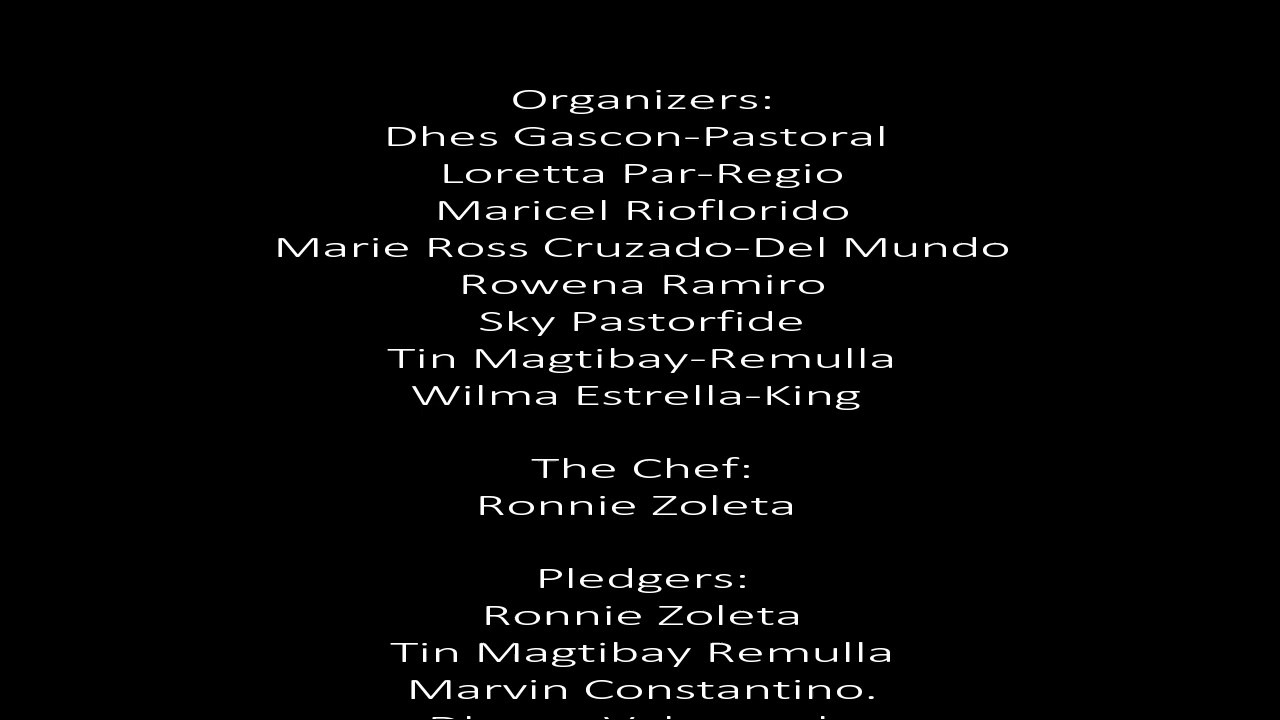 Organizers:
Dhes Gascon-Pastoral
Loretta Par-Regio
Maricel Rioflorido
Marie Ross Cruzado-Del Mundo
Rowena Ramiro
Sky Pastorfide
Tin Magtibay-Remulla
Wilma Estrella-King
The Chef:
Ronnie Zoleta
Pledgers:
Ronnie Zoleta
Tin Magtibay Remulla
Marvin Constantino.